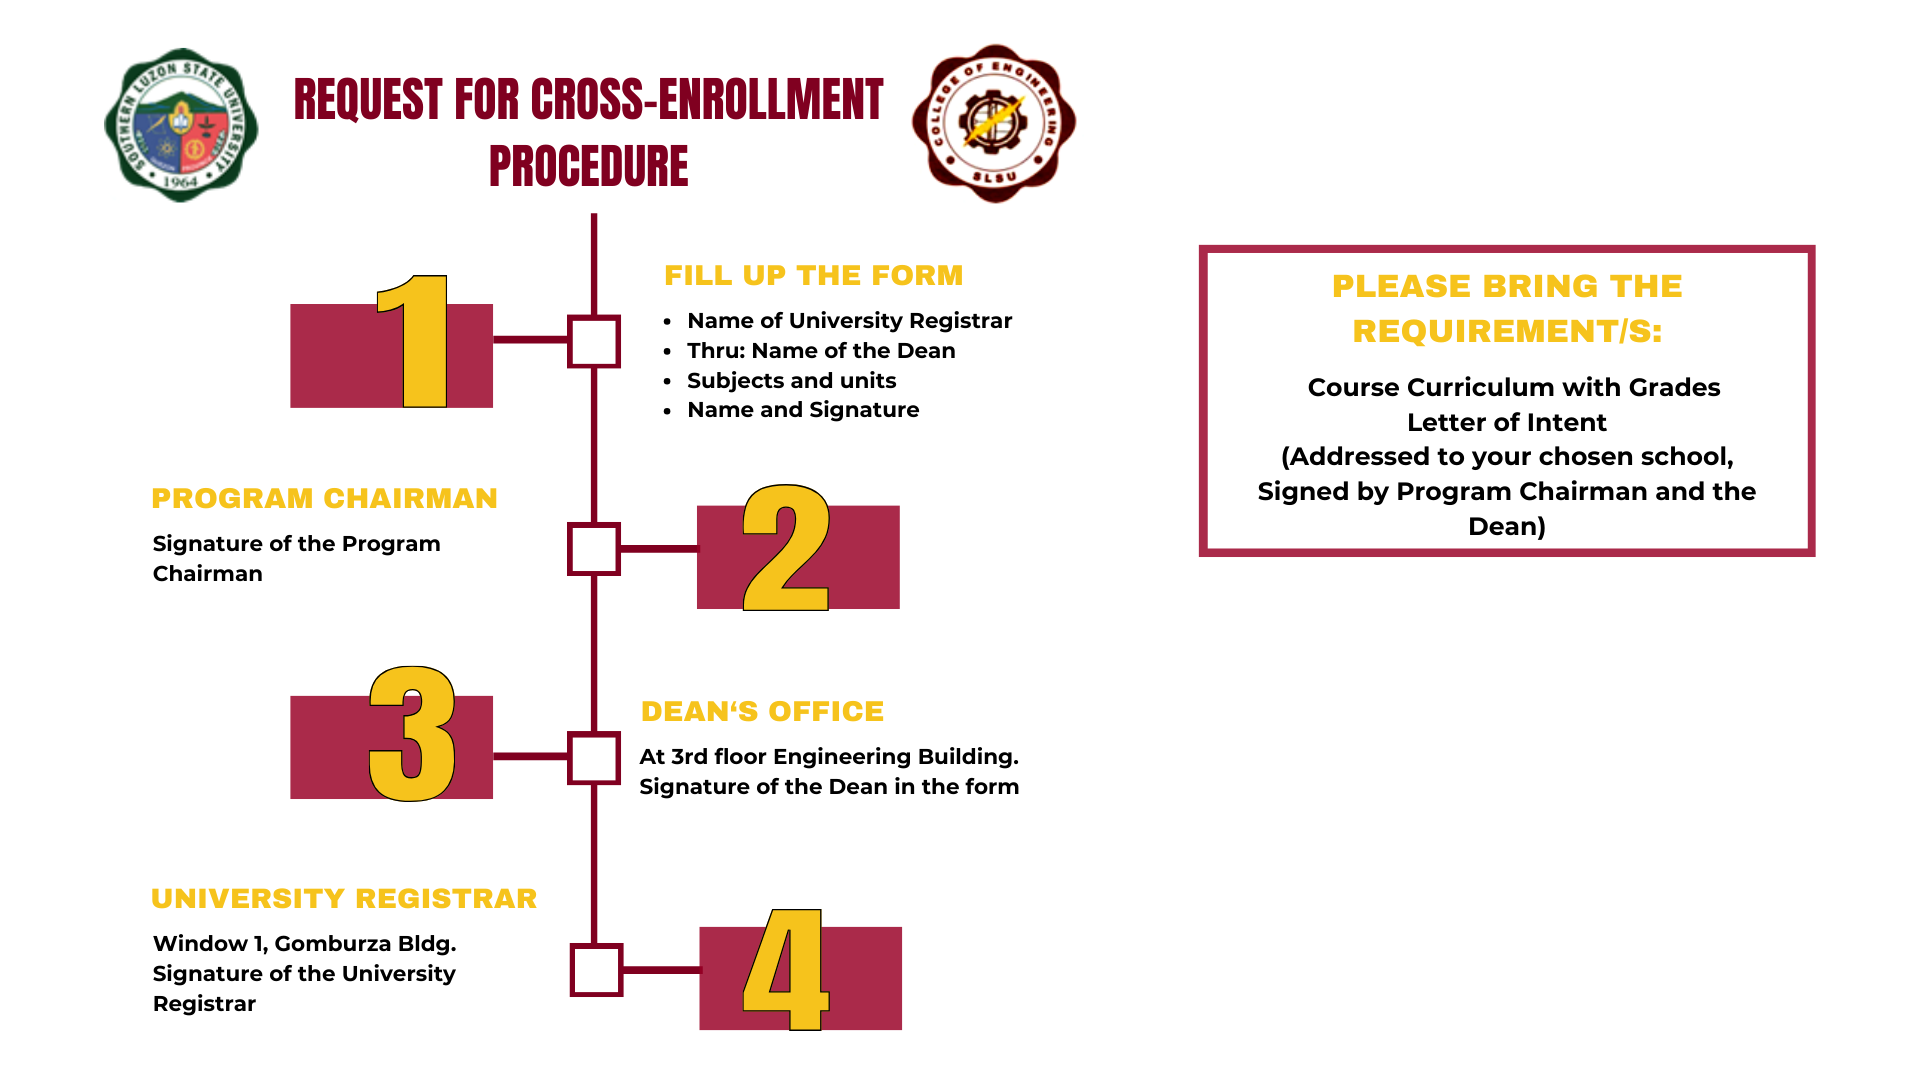 SOUTHERN LUZON STATE UNIVERSITY
1964
REQUEST FOR CROSS-ENROLLMENT
PROCEDURE
COLLEGE OF ENGINEERING
SLSU
1
FILL UP THE FORM
• Name of University Registrar
• Thru: Name of the Dean
• Subjects and units
• Name and Signature
PROGRAM CHAIRMAN
Signature of the Program
Chairman
2
3
DEAN‘S OFFICE
At 3rd floor Engineering Building.
Signature of the Dean in the form
UNIVERSITY REGISTRAR
Window 1, Gomburza Bldg.
Signature of the University
Registrar
4
PLEASE BRING THE
REQUIREMENT/S:
Course Curriculum with Grades
Letter of Intent
(Addressed to your chosen school,
Signed by Program Chairman and the
Dean)